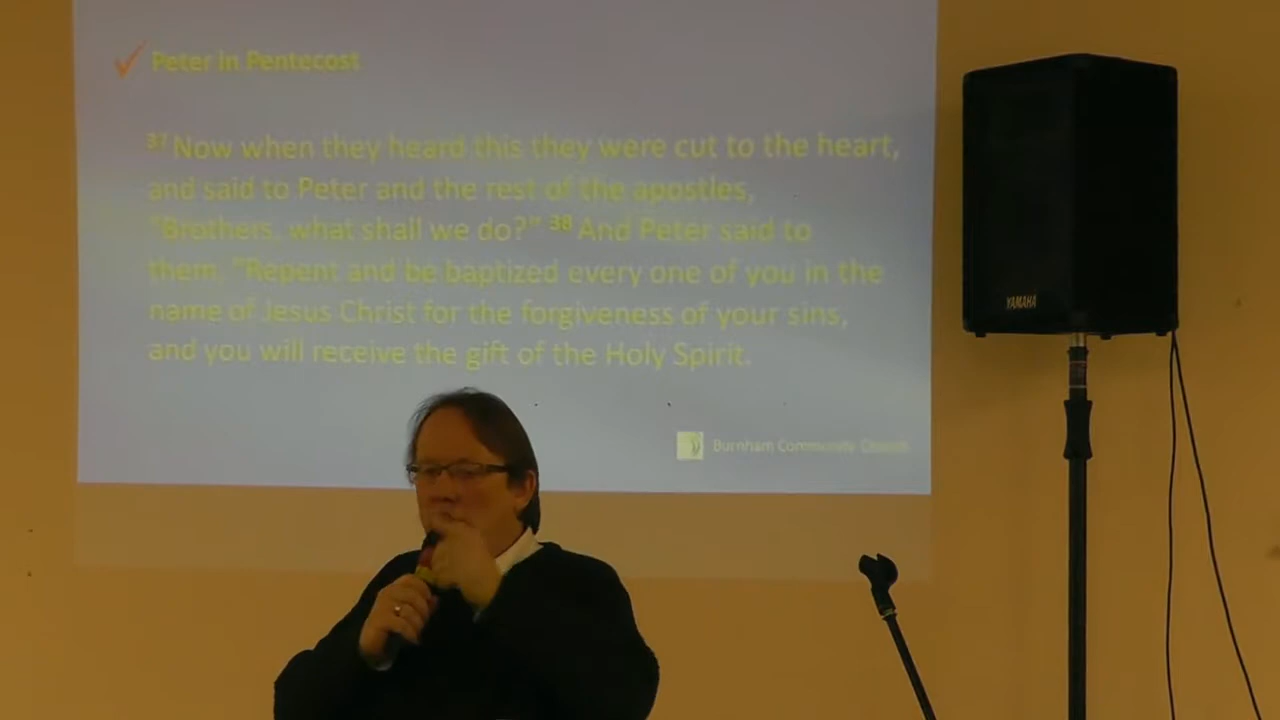 Peter in Pentecost
37 Now when they heard this they were cut to the heart,
and said to Peter and the rest of the apostles,
"Brothers, what shall we do?" 38 And Peter said to
them, "Repent and be baptized every one of you in the
name of Jesus Christ for the forgiveness of your sins,
and you will receive the gift of the Holy Spirit.
Burnham Community Church
YAMAHA